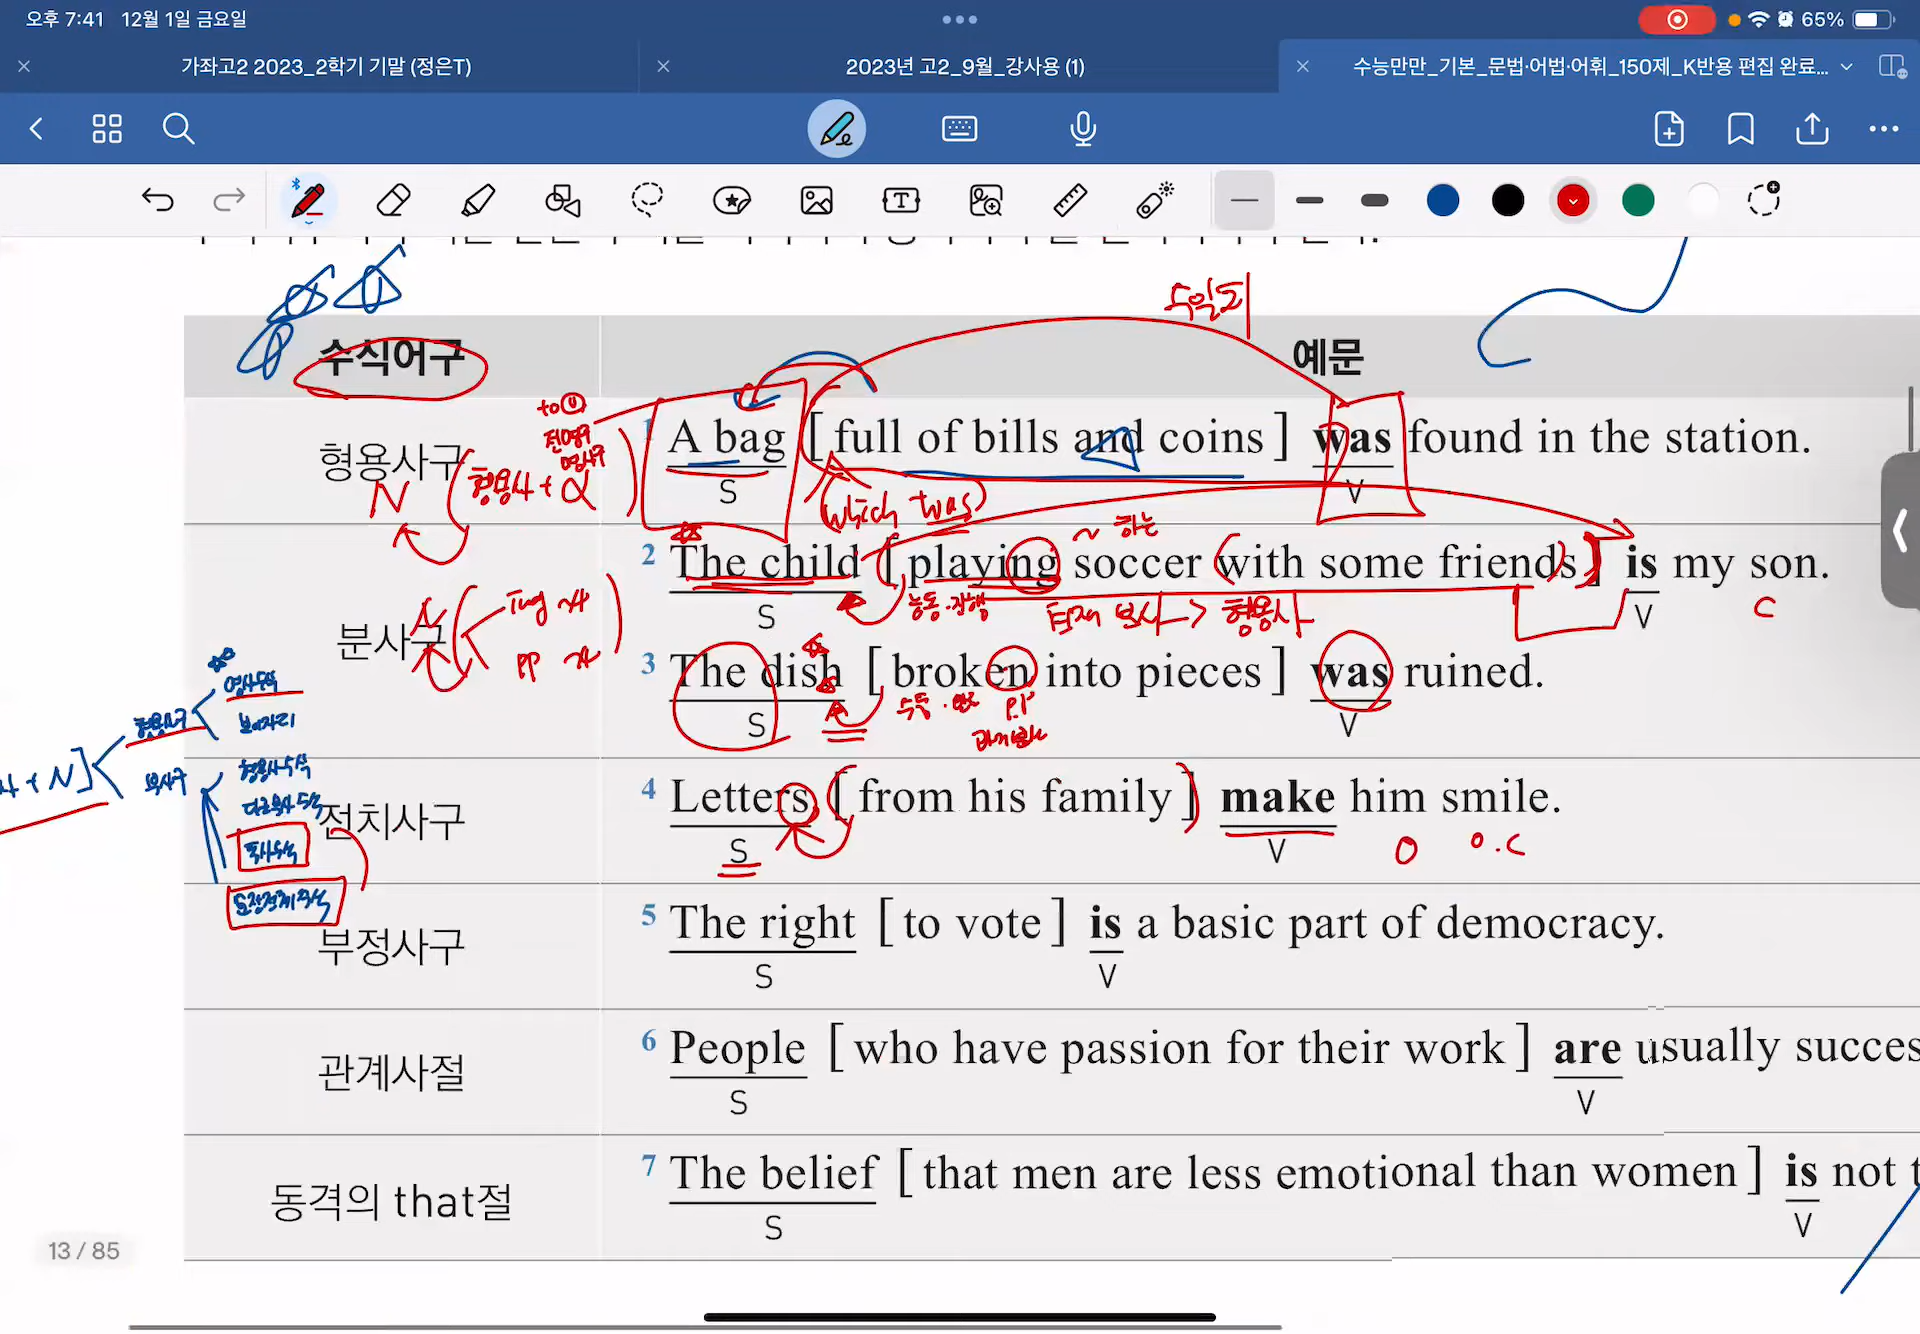 오후 7:41 12월 1일 금요일
65%
가좌고2 2023_2학기 기말 (정은T)
2023년 고2_9월_강사용 (1)
수능만만_기본_문법·어법·어휘_150제_K반용 편집 완료...
수일치
수식어구
예문
to ⓥ
전명구
형용사구
N
형용사 + α
1 A bag [full of bills and coins] was found in the station.
S
V
which was
~ 하는
분사구
N
ing
pp
2 The child [playing soccer (with some friends)] is my son.
S
능동·진행
형용사
V
C
3 The dish [broken into pieces] was ruined.
S
p.p
V
+ N]
형용사구
부사구
전치사구
4 Letters [from his family] make him smile.
S
V
O
O.C
부정사구
5 The right [to vote] is a basic part of democracy.
S
V
관계사절
6 People [who have passion for their work] are usually succes
S
V
동격의 that절
7 The belief [that men are less emotional than women] is not t
S
V
13 / 85